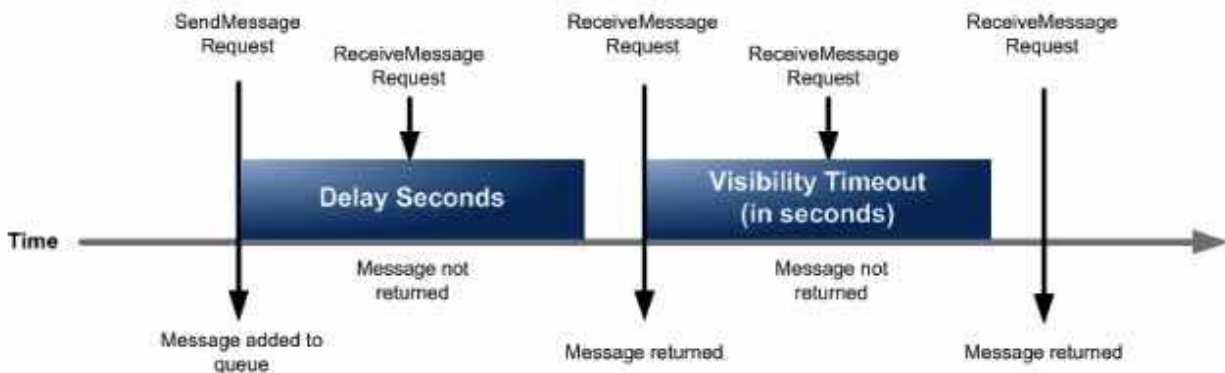 SendMessage
Request
ReceiveMessage
Request
ReceiveMessage
Request
ReceiveMessage
Request
ReceiveMessage
Request
Delay Seconds
Visibility Timeout
(in seconds)
Time
Message not
returned
Message not
returned
Message added to
queue
Message returned
Message returned